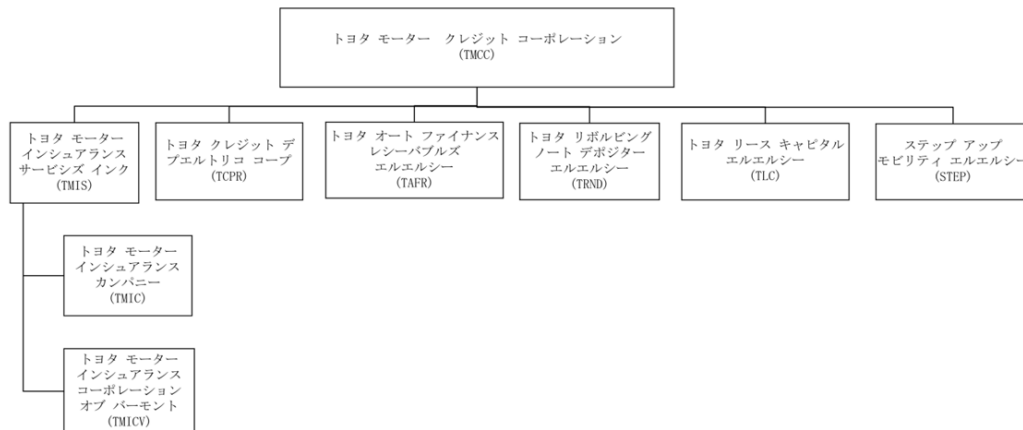 トヨタ モーター クレジット コーポレーション
(TMCC)
トヨタ モーター
インシュアランス
サービシズ インク
(TMIS)
トヨタ クレジット デ
プエルトリコ コープ
(TCPR)
トヨタ オート ファイナンス
レシーバブルズ
エルエルシー
(TAFR)
トヨタ リボルビング
ノート デポジター
エルエルシー
(TRND)
トヨタ リース キャピタル
エルエルシー
(TLC)
ステップ アップ
モビリティ エルエルシー
(STEP)
トヨタ モーター
インシュアランス
カンパニー
(TMIC)
トヨタ モーター
インシュアランス
コーポレーション
オブ バーモント
(TMICV)